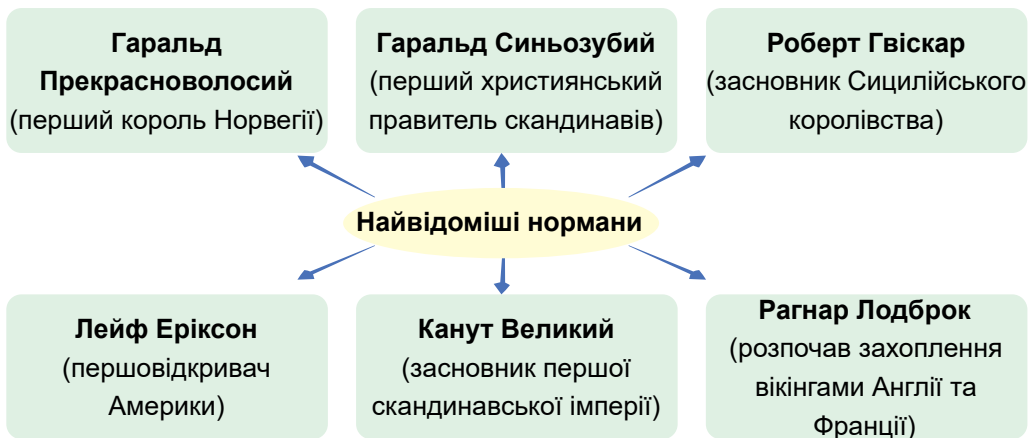 Гаральд
Прекрасноволосий
(перший король Норвегії)
Гаральд Синьозубий
(перший християнський
правитель скандинавів)
Роберт Гвіскар
(засновник Сицилійського
королівства)
Найвідоміші нормани
Лейф Еріксон
(першовідкривач
Америки)
Канут Великий
(засновник першої
скандинавської імперії)
Рагнар Лодброк
(розпочав захоплення
вікінгами Англії та
Франції)